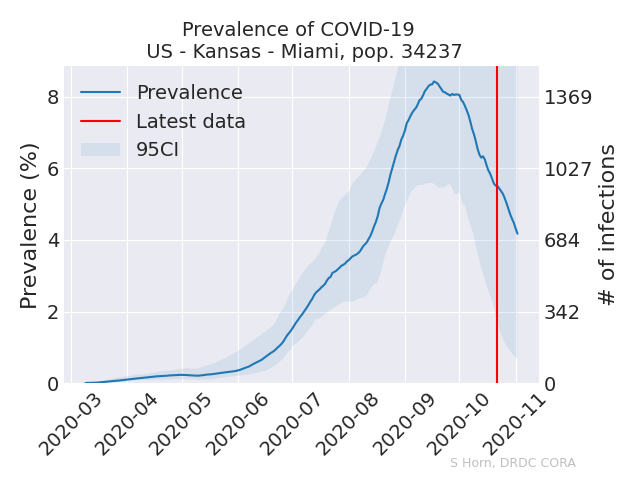 Prevalence of COVID-19
US - Kansas - Miami, pop. 34237
Prevalence (%)
8
6
4
2
0
Prevalence
Latest data
95CI
1369
1027
684
342
0
# of infections
2020-03
2020-04
2020-05
2020-06
2020-07
2020-08
2020-09
2020-10
2020-11
S Horn, DRDC CORA